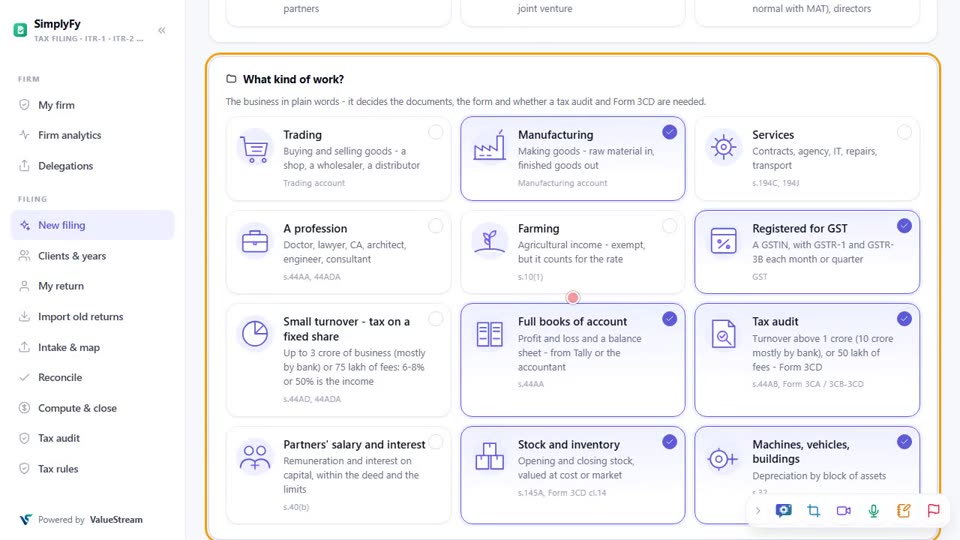 SimplyFy
TAX FILING · ITR-1 · ITR-2 ...
FIRM
My firm
Firm analytics
Delegations
FILING
New filing
Clients & years
My return
Import old returns
Intake & map
Reconcile
Compute & close
Tax audit
Tax rules
Powered by ValueStream
partners
joint venture
normal with MAT), directors
What kind of work?
The business in plain words - it decides the documents, the form and whether a tax audit and Form 3CD are needed.
Trading
Buying and selling goods - a
shop, a wholesaler, a distributor
Trading account
Manufacturing
Making goods - raw material in,
finished goods out
Manufacturing account
Services
Contracts, agency, IT, repairs,
transport
s.194C, 194J
A profession
Doctor, lawyer, CA, architect,
engineer, consultant
s.44AA, 44ADA
Farming
Agricultural income - exempt,
but it counts for the rate
s.10(1)
Registered for GST
A GSTIN, with GSTR-1 and GSTR-
3B each month or quarter
GST
Small turnover - tax on a
fixed share
Up to 3 crore of business (mostly
by bank) or 75 lakh of fees: 6-8%
or 50% is the income
s.44AD, 44ADA
Full books of account
Profit and loss and a balance
sheet - from Tally or the
accountant
s.44AA
Tax audit
Turnover above 1 crore (10 crore
mostly by bank), or 50 lakh of
fees - Form 3CD
s.44AB, Form 3CA / 3CB-3CD
Partners' salary and interest
Remuneration and interest on
capital, within the deed and the
limits
s.40(b)
Stock and inventory
Opening and closing stock,
valued at cost or market
s.145A, Form 3CD cl.14
Machines, vehicles,
buildings
Depreciation by block of assets
s.32